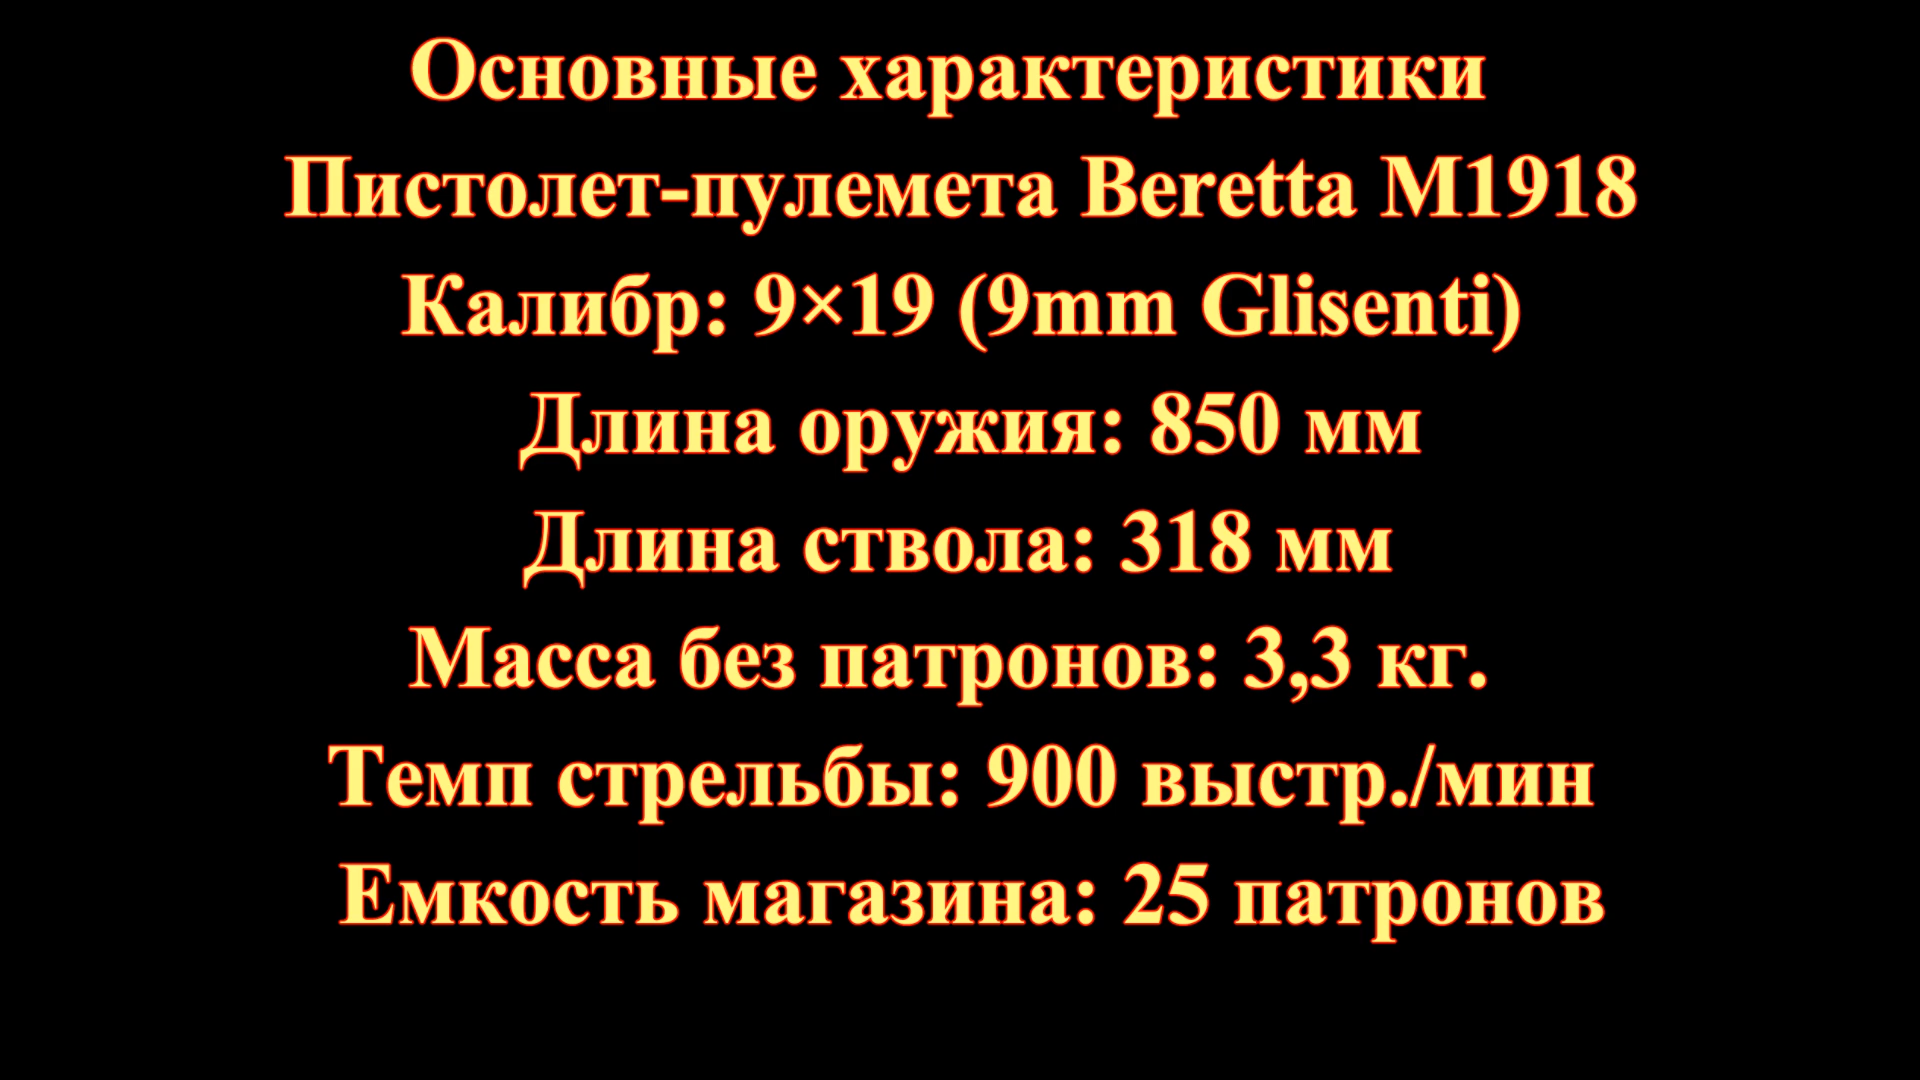 Основные характеристики
Пистолет-пулемета Beretta M1918
Калибр: 9×19 (9mm Glisenti)
Длина оружия: 850 мм
Длина ствола: 318 мм
Масса без патронов: 3,3 кг.
Темп стрельбы: 900 выстр./мин
Емкость магазина: 25 патронов